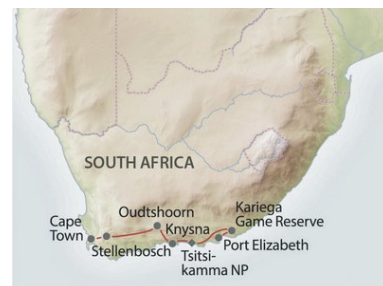 SOUTH AFRICA
Cape
Town
Stellenbosch
Oudtshoorn
Knysna
Tsitsi-
kamma NP
Kariega
Game Reserve
Port Elizabeth